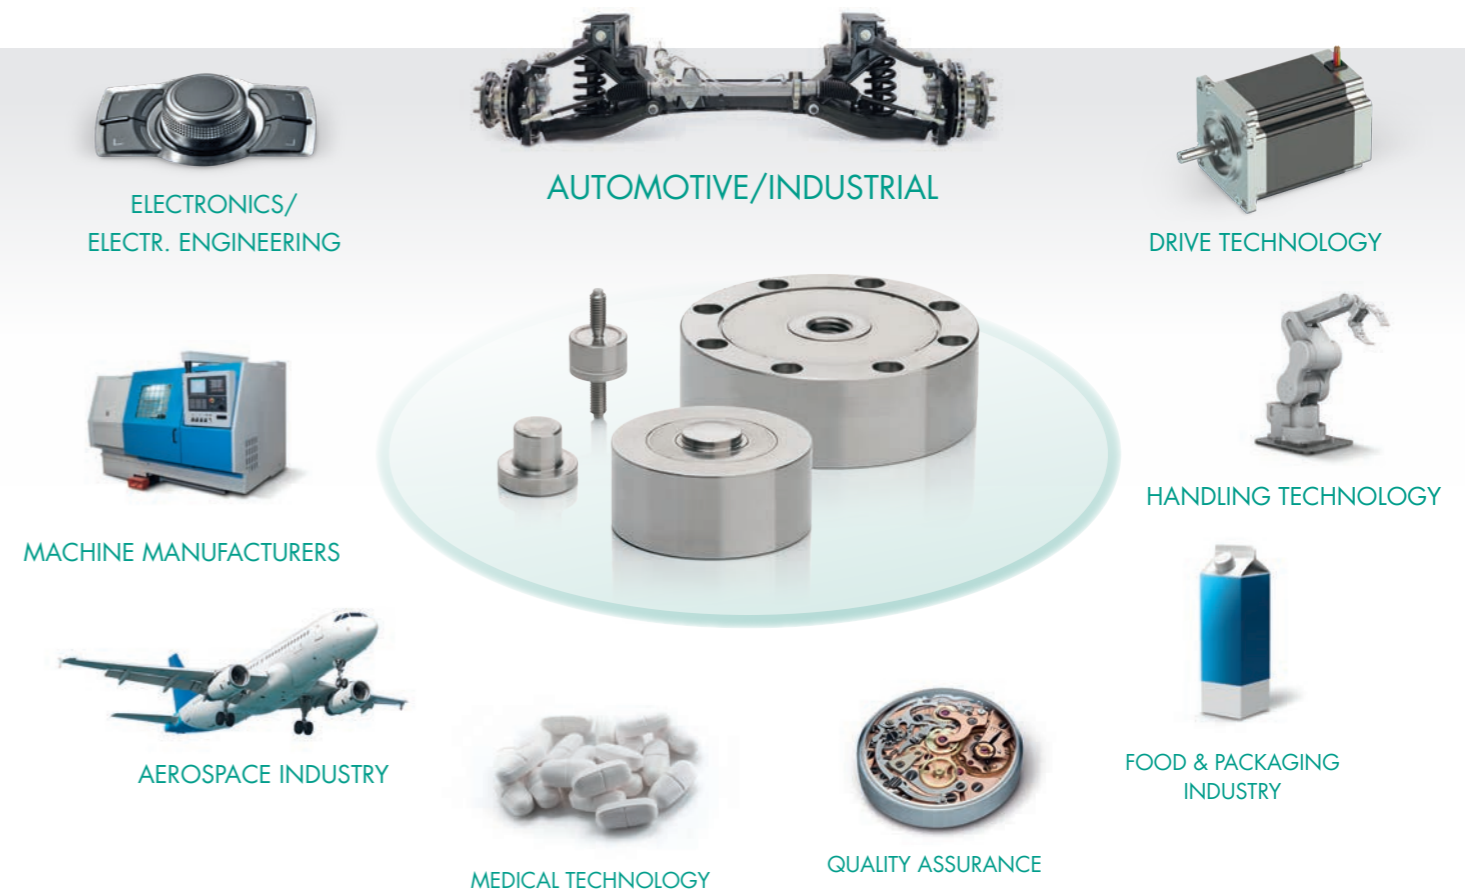 AUTOMOTIVE/INDUSTRIAL
ELECTRONICS/
ELECTR. ENGINEERING
DRIVE TECHNOLOGY
MACHINE MANUFACTURERS
HANDLING TECHNOLOGY
AEROSPACE INDUSTRY
FOOD & PACKAGING
INDUSTRY
MEDICAL TECHNOLOGY
QUALITY ASSURANCE